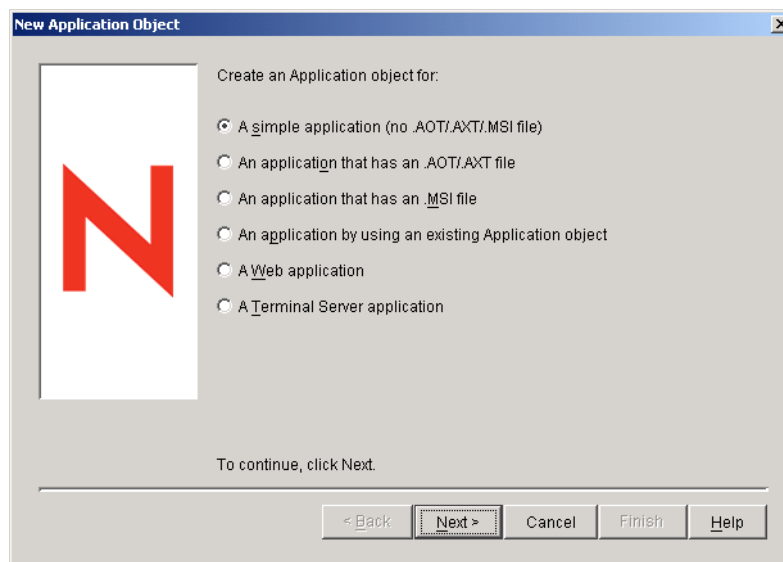 New Application Object
Create an Application object for:
A simple application (no .AOT/.AXT/.MSI file)
An application that has an .AOT/.AXT file
An application that has an .MSI file
An application by using an existing Application object
A Web application
A Terminal Server application
To continue, click Next.
< Back Next > Cancel Finish Help